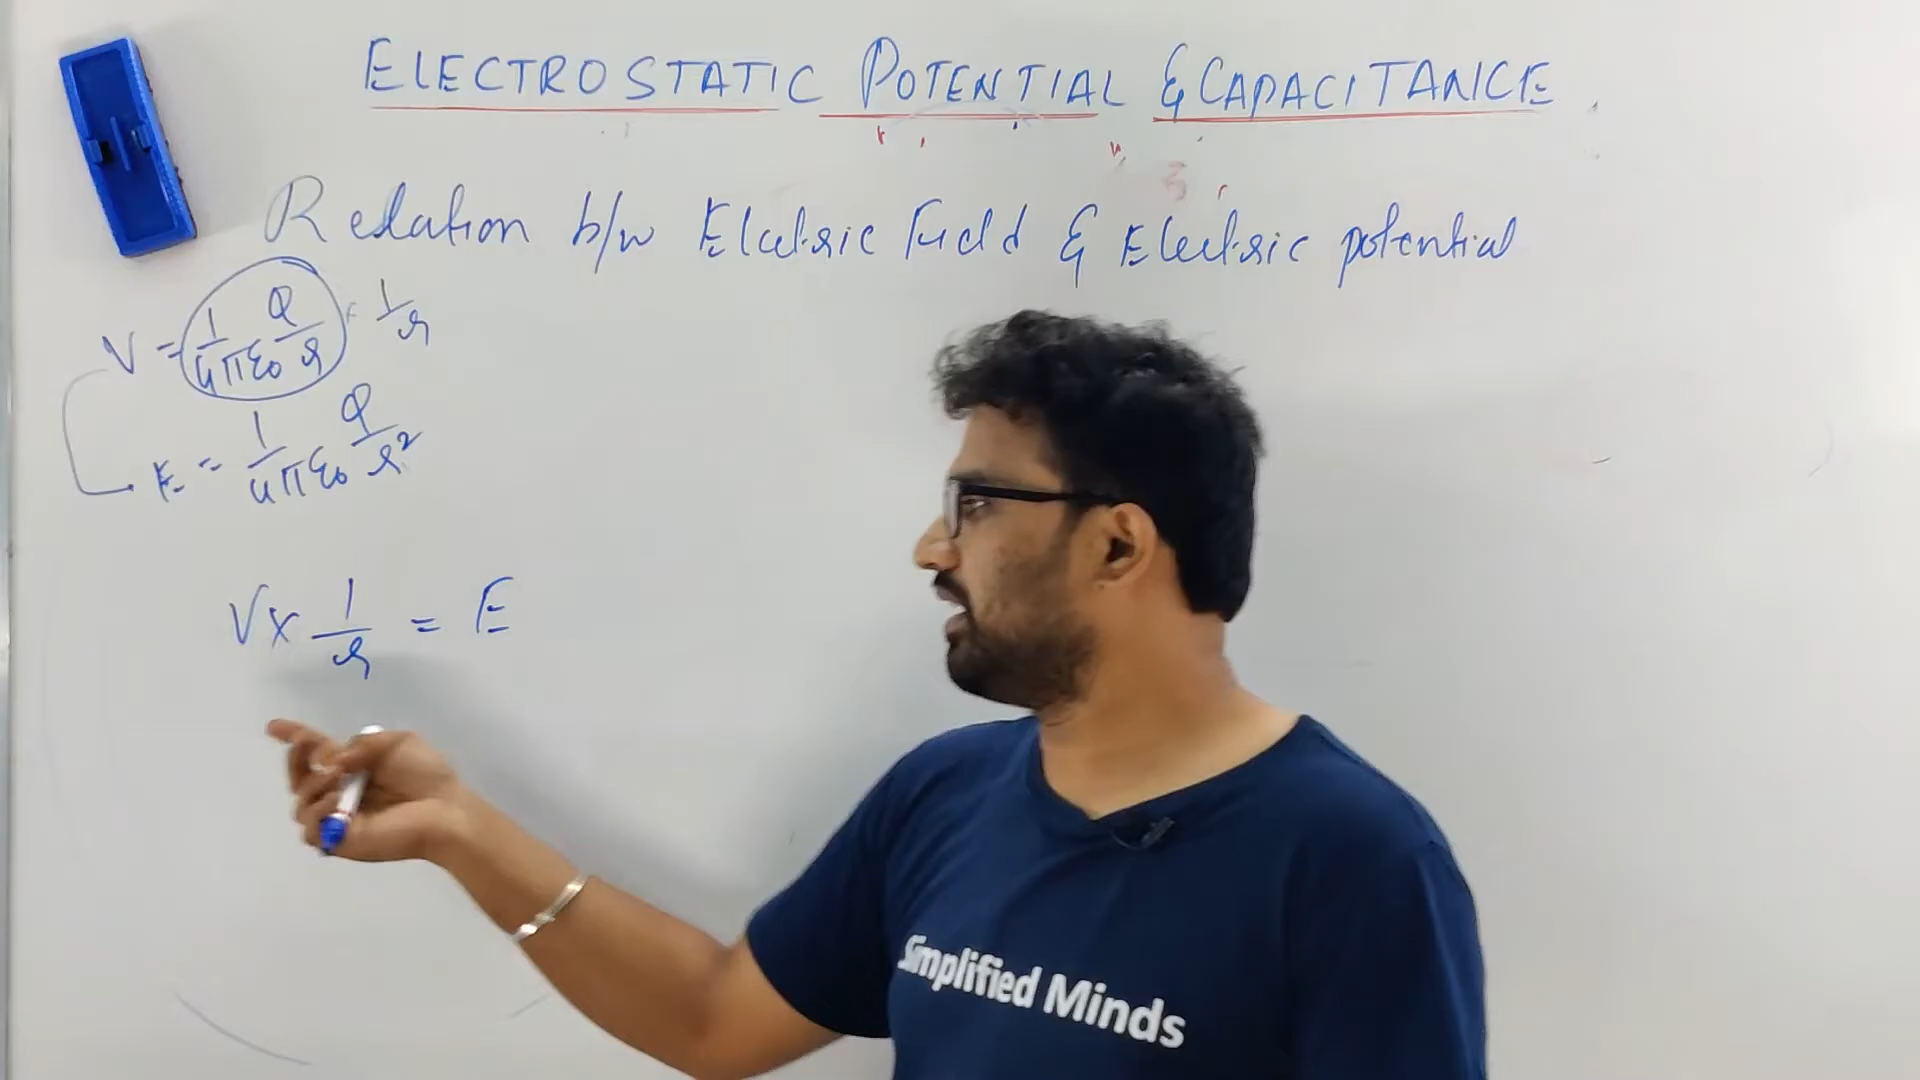 ELECTROSTATIC POTENTIAL & CAPACITANCE
Relation b/w Electric Field & Electric potential
V = 1/4πε₀ Q/r × 1/r
E = 1/4πε₀ Q/r²
V × 1/r = E
Simplified Minds